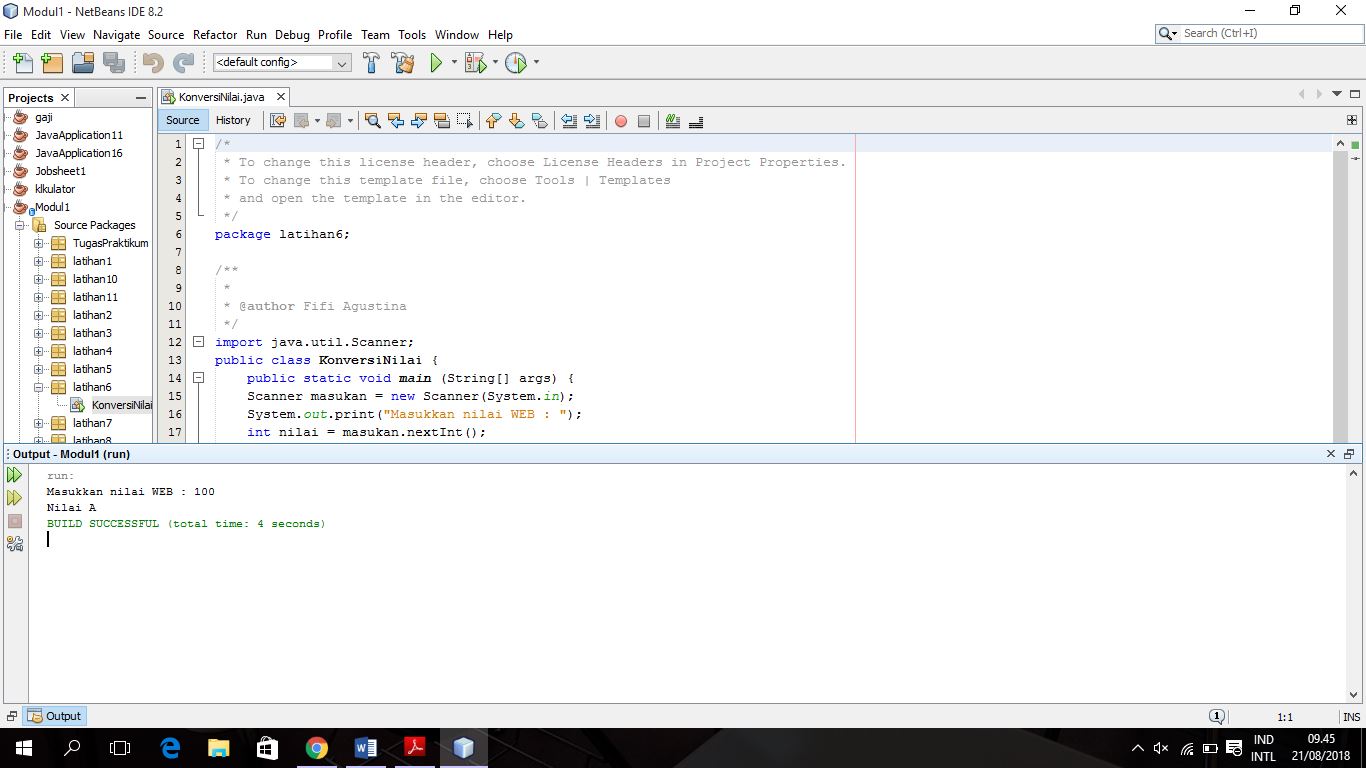 Modul1 - NetBeans IDE 8.2
File Edit View Navigate Source Refactor Run Debug Profile Team Tools Window Help
Search (Ctrl+I)
<default config>
Projects
KonversiNilai.java
Source History
gaji
JavaApplication11
JavaApplication16
Jobsheet1
klkulator
Modul1
Source Packages
TugasPraktikum
latihan1
latihan10
latihan11
latihan2
latihan3
latihan4
latihan5
latihan6
KonversiNilai
latihan7
latihan8
1 /*
2 * To change this license header, choose License Headers in Project Properties.
3 * To change this template file, choose Tools | Templates
4 * and open the template in the editor.
5 */
6 package latihan6;
7
8 /**
9 *
10 * @author Fifi Agustina
11 */
12 import java.util.Scanner;
13 public class KonversiNilai {
14 public static void main (String[] args) {
15 Scanner masukan = new Scanner(System.in);
16 System.out.print("Masukkan nilai WEB : ");
17 int nilai = masukan.nextInt();
Output - Modul1 (run)
run:
Masukkan nilai WEB : 100
Nilai A
BUILD SUCCESSFUL (total time: 4 seconds)
Output
1
1:1
INS
IND
INTL
09.45
21/08/2018